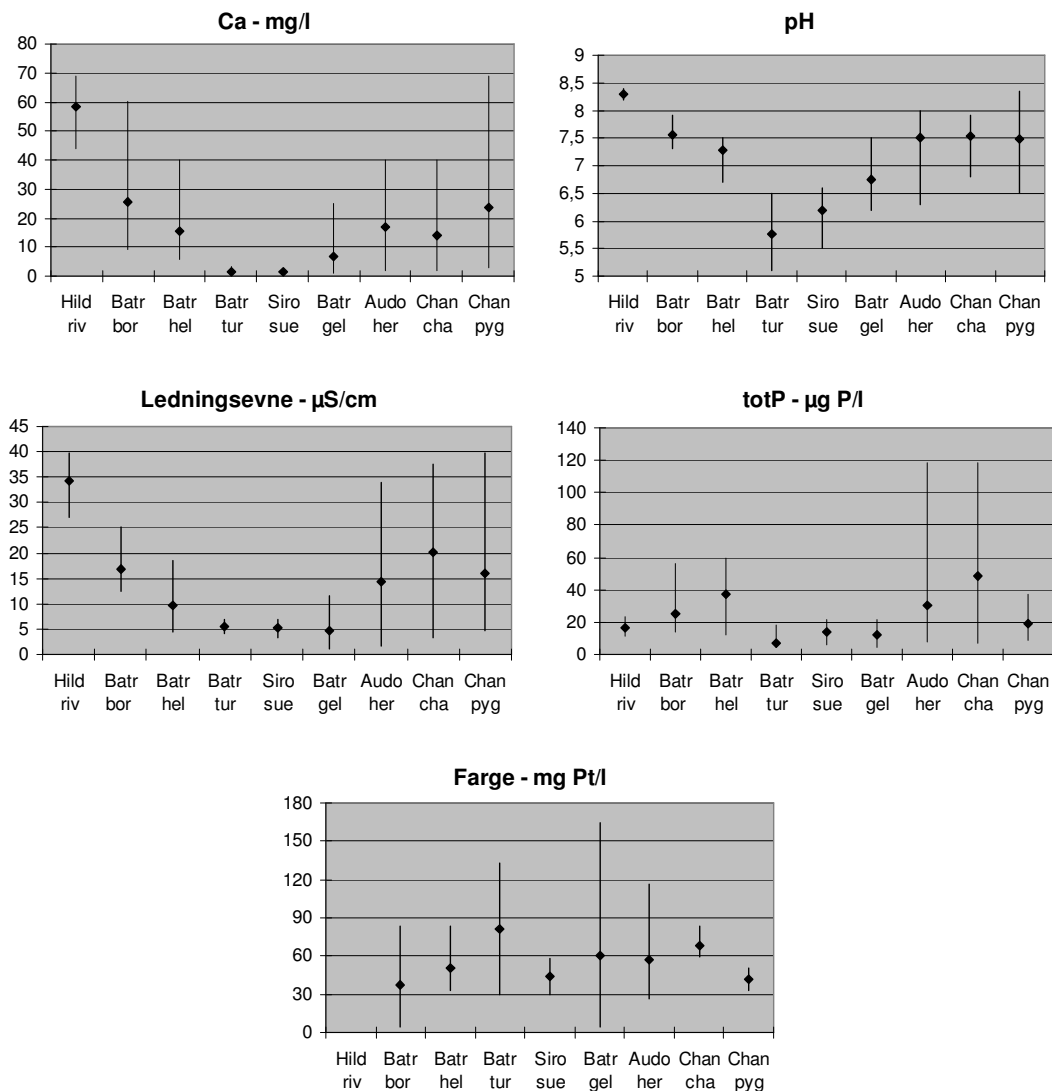 Ca - mg/l
80
70
60
50
40
30
20
10
0
Hild Batr Batr Batr Siro Batr Audo Chan Chan
riv bor hel tur sue gel her cha pyg
pH
9
8,5
8
7,5
7
6,5
6
5,5
5
Hild Batr Batr Batr Siro Batr Audo Chan Chan
riv bor hel tur sue gel her cha pyg
Ledningsevne - µS/cm
45
40
35
30
25
20
15
10
5
0
Hild Batr Batr Batr Siro Batr Audo Chan Chan
riv bor hel tur sue gel her cha pyg
totP - µg P/l
140
120
100
80
60
40
20
0
Hild Batr Batr Batr Siro Batr Audo Chan Chan
riv bor hel tur sue gel her cha pyg
Farge - mg Pt/l
180
150
120
90
60
30
0
Hild Batr Batr Batr Siro Batr Audo Chan Chan
riv bor hel tur sue gel her cha pyg